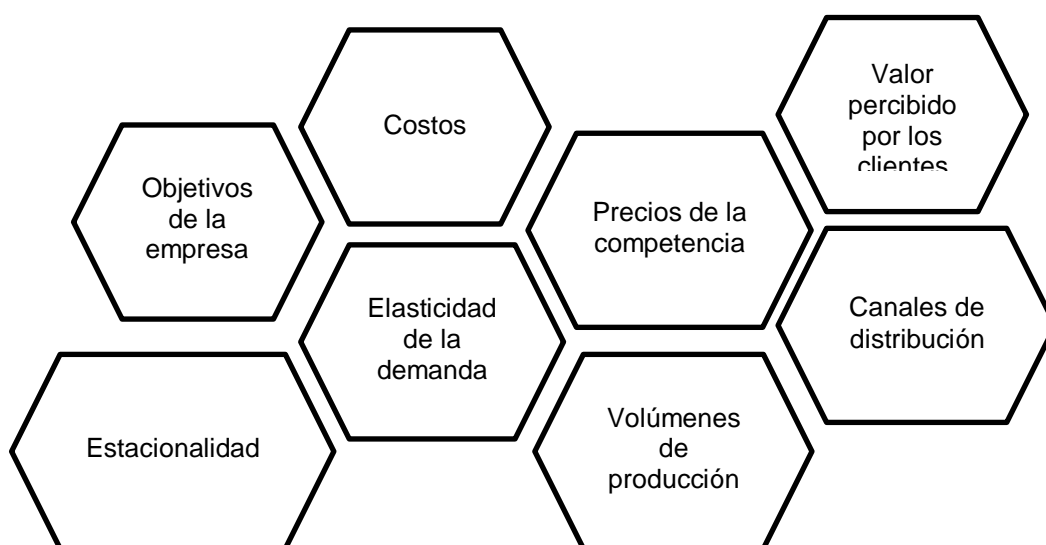 Objetivos
de la
empresa
Costos
Valor
percibido
por los
clientes
Precios de la
competencia
Elasticidad
de la
demanda
Canales de
distribución
Estacionalidad
Volúmenes
de
producción